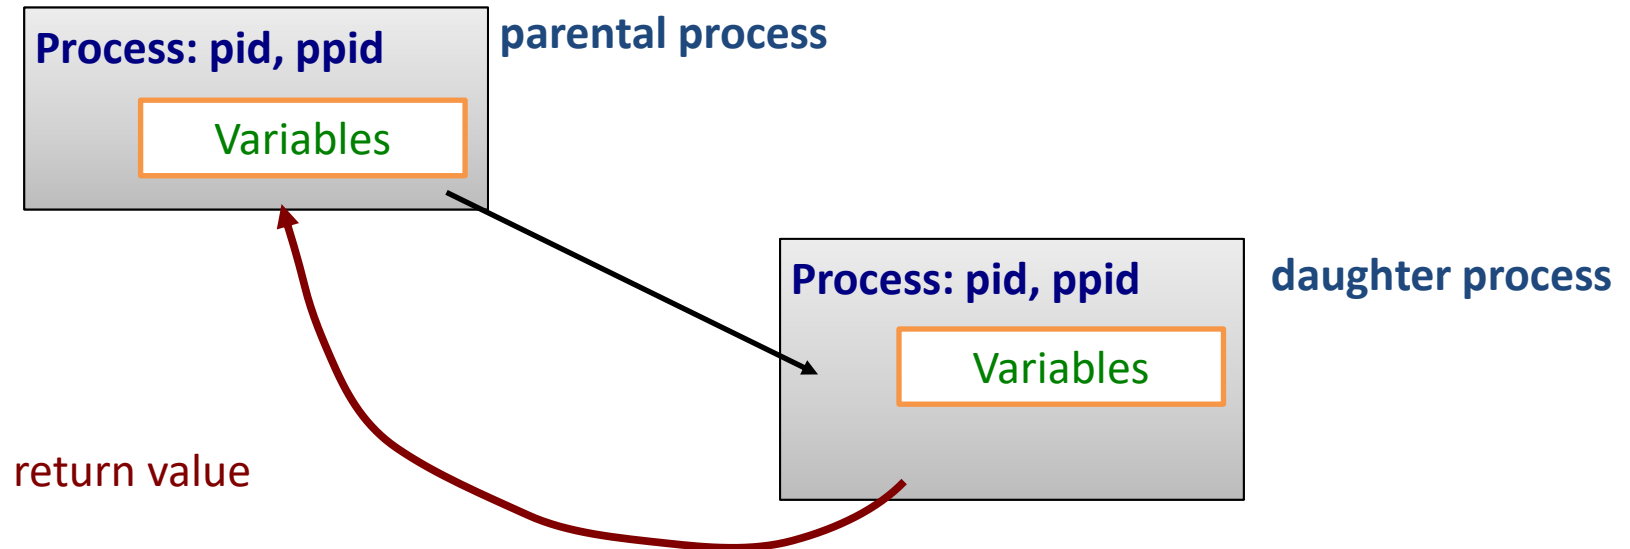 Process: pid, ppid
parental process
Variables
Process: pid, ppid
daughter process
Variables
return value